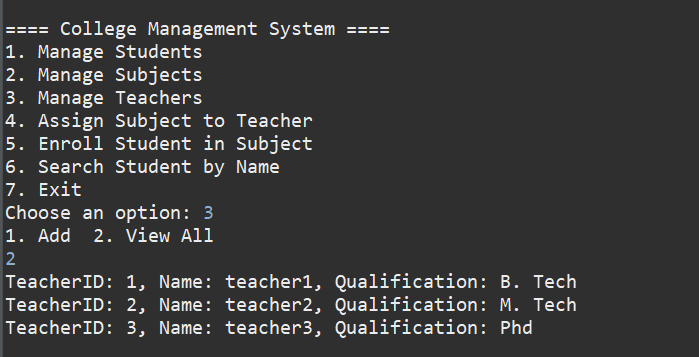 ==== College Management System ====
1. Manage Students
2. Manage Subjects
3. Manage Teachers
4. Assign Subject to Teacher
5. Enroll Student in Subject
6. Search Student by Name
7. Exit
Choose an option: 3
1. Add  2. View All
2
TeacherID: 1, Name: teacher1, Qualification: B. Tech
TeacherID: 2, Name: teacher2, Qualification: M. Tech
TeacherID: 3, Name: teacher3, Qualification: Phd